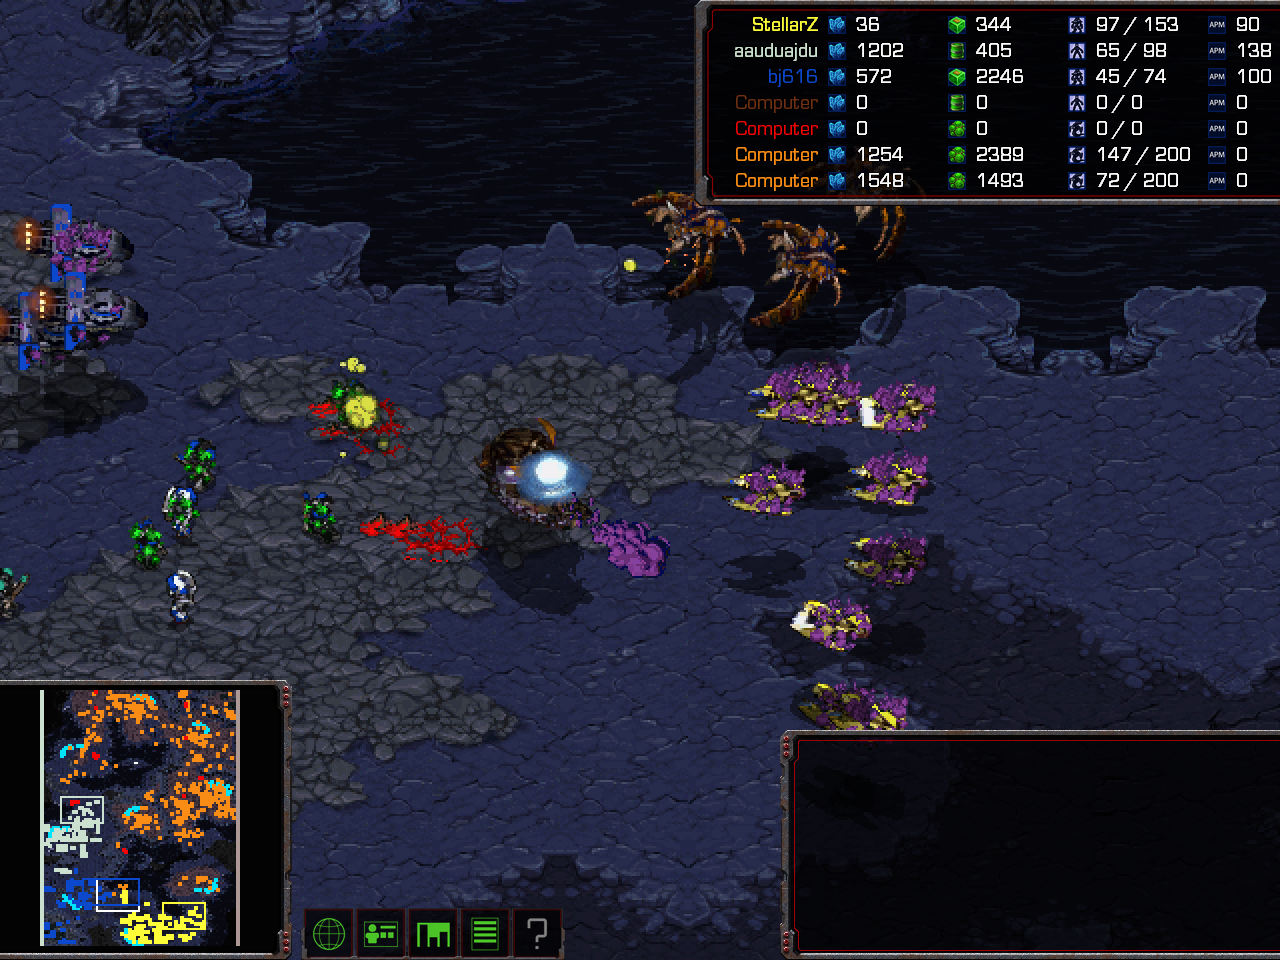 StellarZ 36 344 97 / 153 APM 90
aauduajdu 1202 405 65 / 98 APM 138
bj616 572 2246 45 / 74 APM 100
Computer 0 0 0 / 0 APM 0
Computer 0 0 0 / 0 APM 0
Computer 1254 2389 147 / 200 APM 0
Computer 1548 1493 72 / 200 APM 0
?